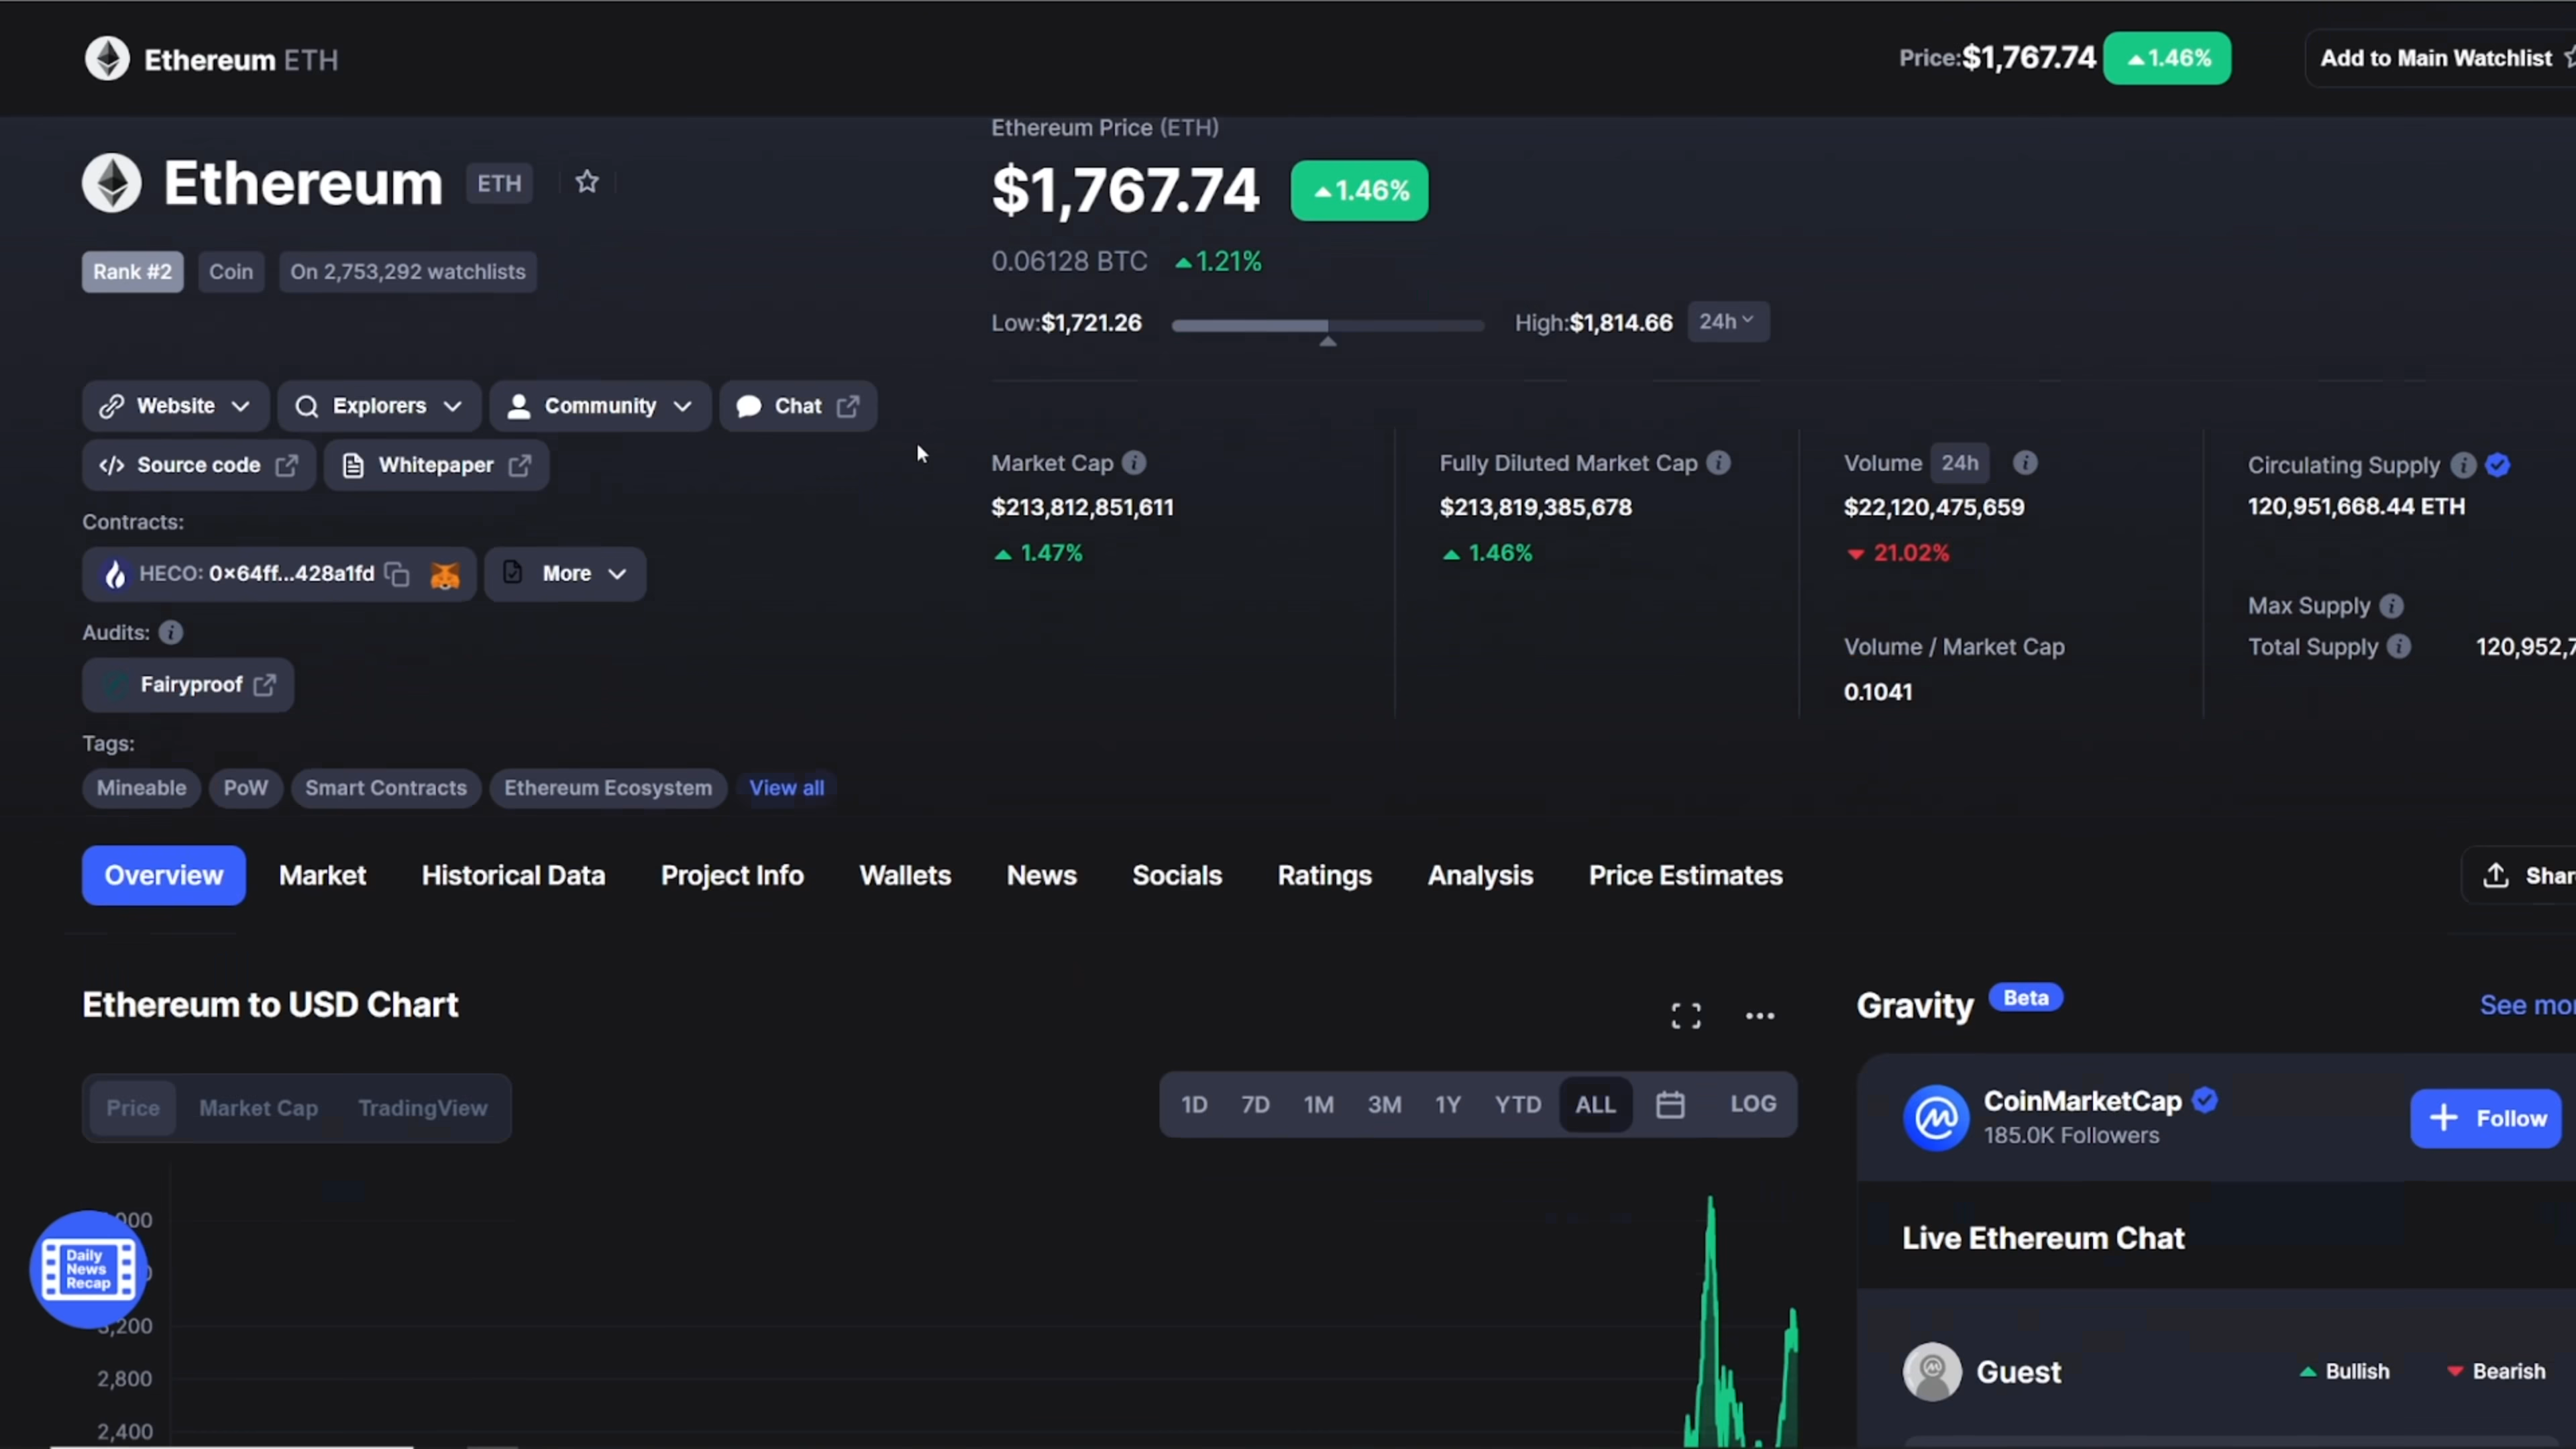 Ethereum ETH
Price:$1,767.74 1.46%
Add to Main Watchlist
Ethereum ETH
Rank #2 Coin On 2,753,292 watchlists
Website Explorers Community Chat
Source code Whitepaper
Contracts:
HECO: 0x64ff...428a1fd More
Audits:
Fairyproof
Tags:
Mineable PoW Smart Contracts Ethereum Ecosystem View all
Ethereum Price (ETH)
$1,767.74 1.46%
0.06128 BTC 1.21%
Low:$1,721.26 High:$1,814.66 24h
Market Cap
$213,812,851,611
1.47%
Fully Diluted Market Cap
$213,819,385,678
1.46%
Volume 24h
$22,120,475,659
21.02%
Volume / Market Cap
0.1041
Circulating Supply
120,951,668.44 ETH
Max Supply
Total Supply 120,952,7
Overview Market Historical Data Project Info Wallets News Socials Ratings Analysis Price Estimates
Ethereum to USD Chart
Price Market Cap TradingView
1D 7D 1M 3M 1Y YTD ALL LOG
Daily
News
Recap
2,800
2,400
Gravity Beta
CoinMarketCap
185.0K Followers
Follow
Live Ethereum Chat
Guest Bullish Bearish